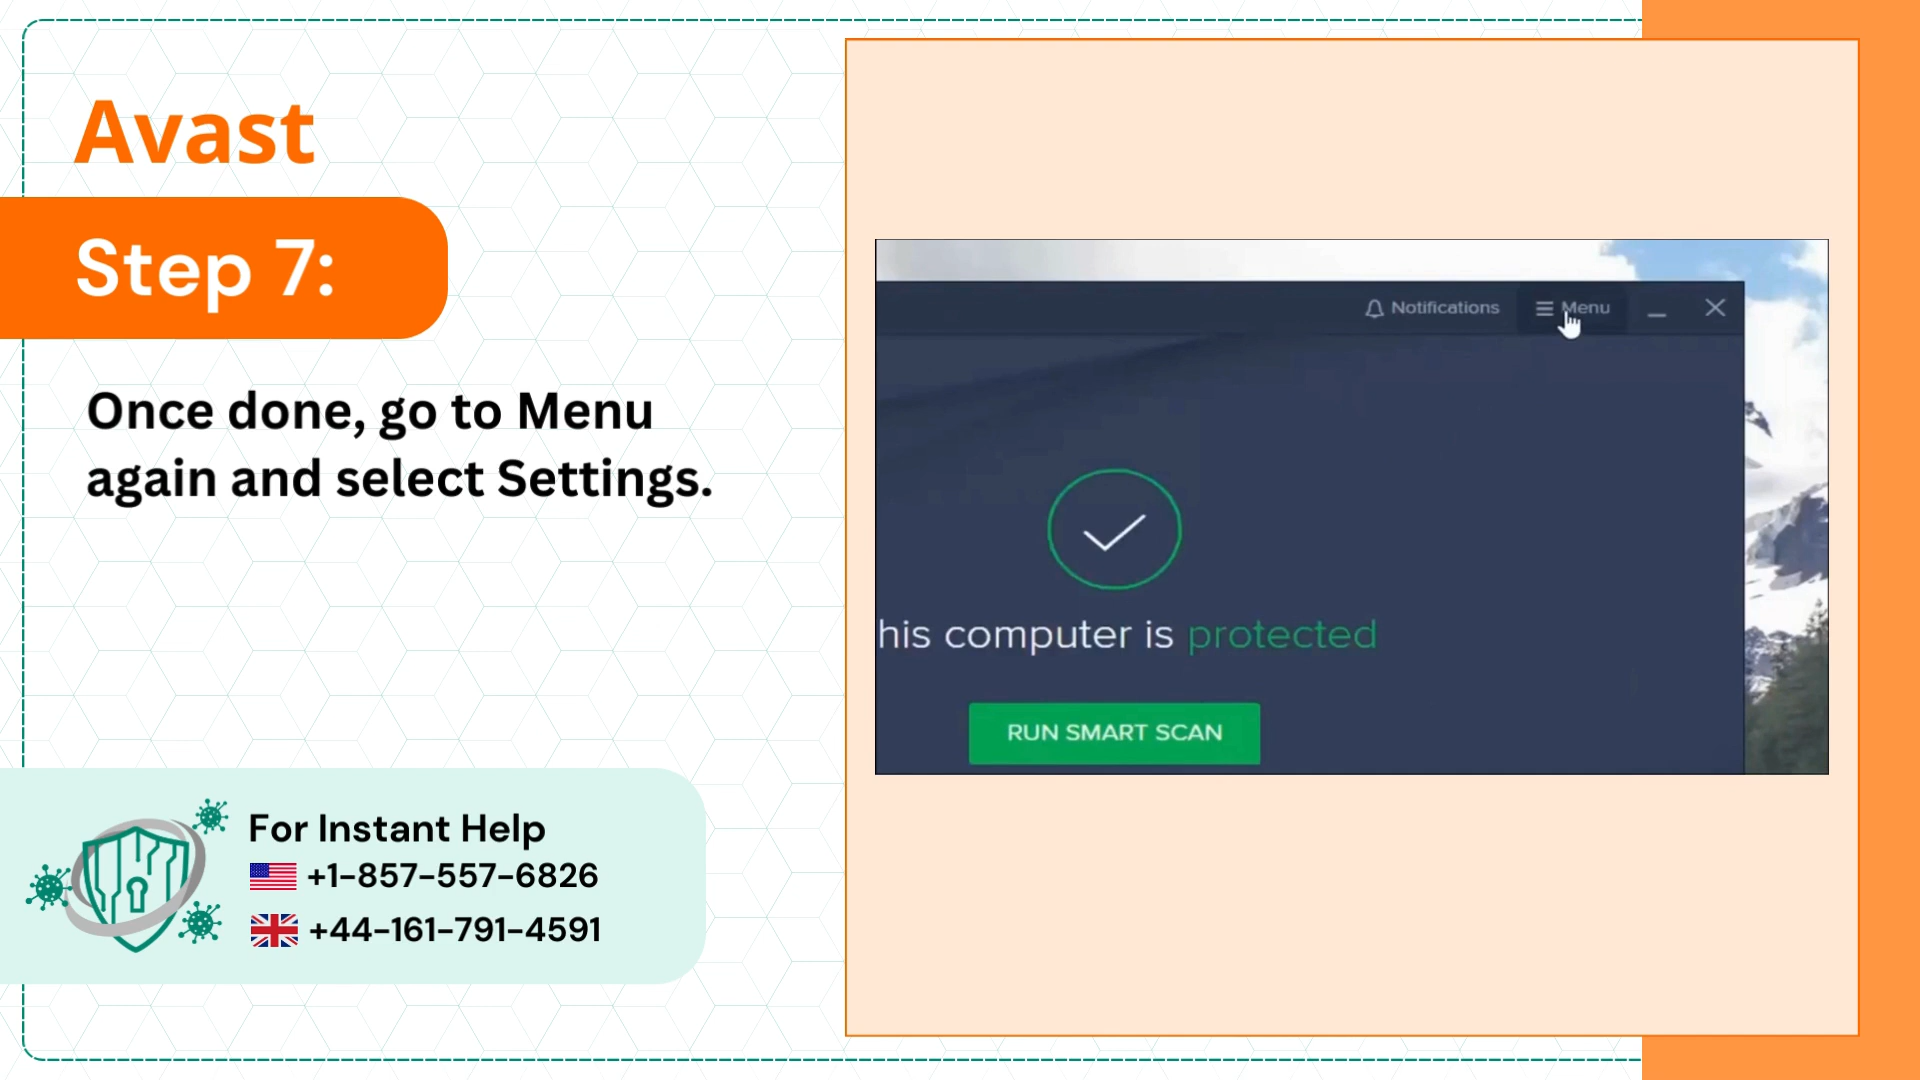 Avast
Step 7:
Once done, go to Menu
again and select Settings.
For Instant Help
+1-857-557-6826
+44-161-791-4591
Notifications
Menu
his computer is protected
RUN SMART SCAN